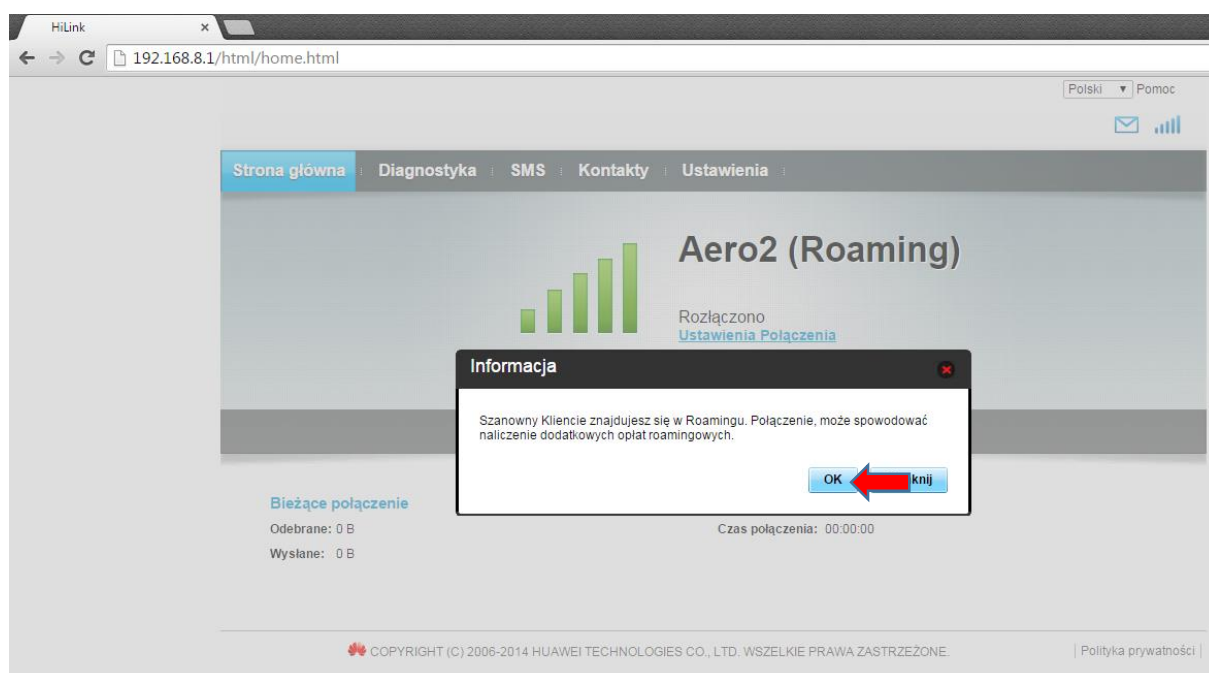 HiLink
192.168.8.1/html/home.html
Polski Pomoc
Strona główna Diagnostyka SMS Kontakty Ustawienia
Aero2 (Roaming)
Rozłączono
Ustawienia Połączenia
Informacja
Szanowny Kliencie znajdujesz się w Roamingu. Połączenie, może spowodować
naliczenie dodatkowych opłat roamingowych.
OK knij
Bieżące połączenie
Odebrane: 0 B Czas połączenia: 00:00:00
Wysłane: 0 B
COPYRIGHT (C) 2006-2014 HUAWEI TECHNOLOGIES CO., LTD. WSZELKIE PRAWA ZASTRZEŻONE. | Polityka prywatności |